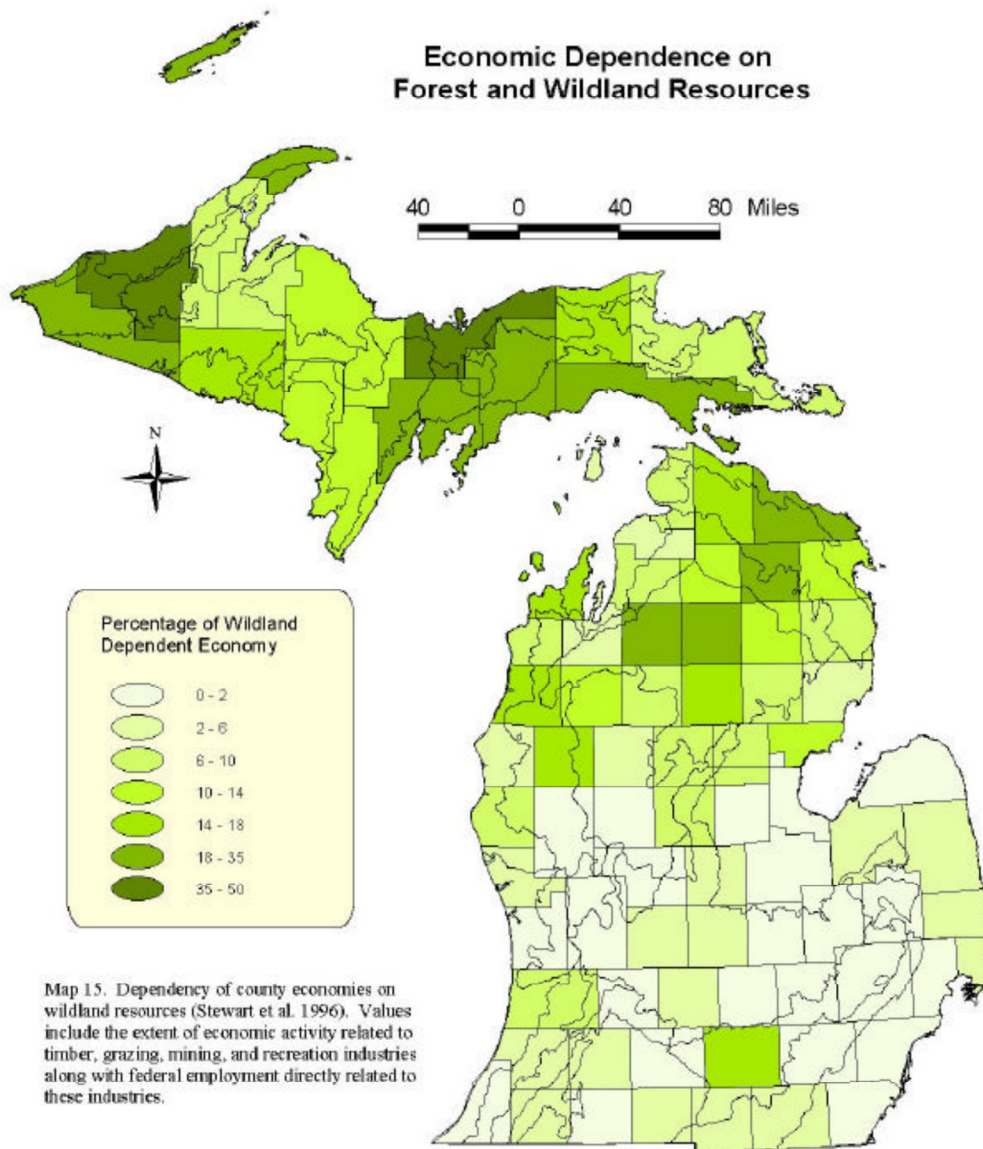 Economic Dependence on
Forest and Wildland Resources
40 0 40 80 Miles
N
Percentage of Wildland
Dependent Economy
0 - 2
2 - 6
6 - 10
10 - 14
14 - 18
18 - 35
35 - 50
Map 15. Dependency of county economies on
wildland resources (Stewart et al. 1996). Values
include the extent of economic activity related to
timber, grazing, mining, and recreation industries
along with federal employment directly related to
these industries.